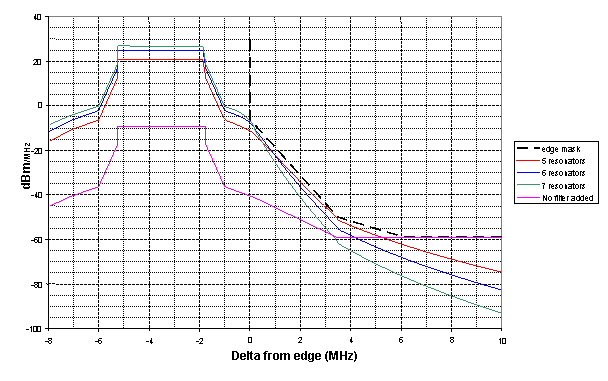 40
20
0
-20
-40
-60
-80
-100
dBm/MHz
-8
-6
-4
-2
0
2
4
6
8
10
Delta from edge (MHz)
edge mask
5 resonators
6 resonators
7 resonators
No filter added